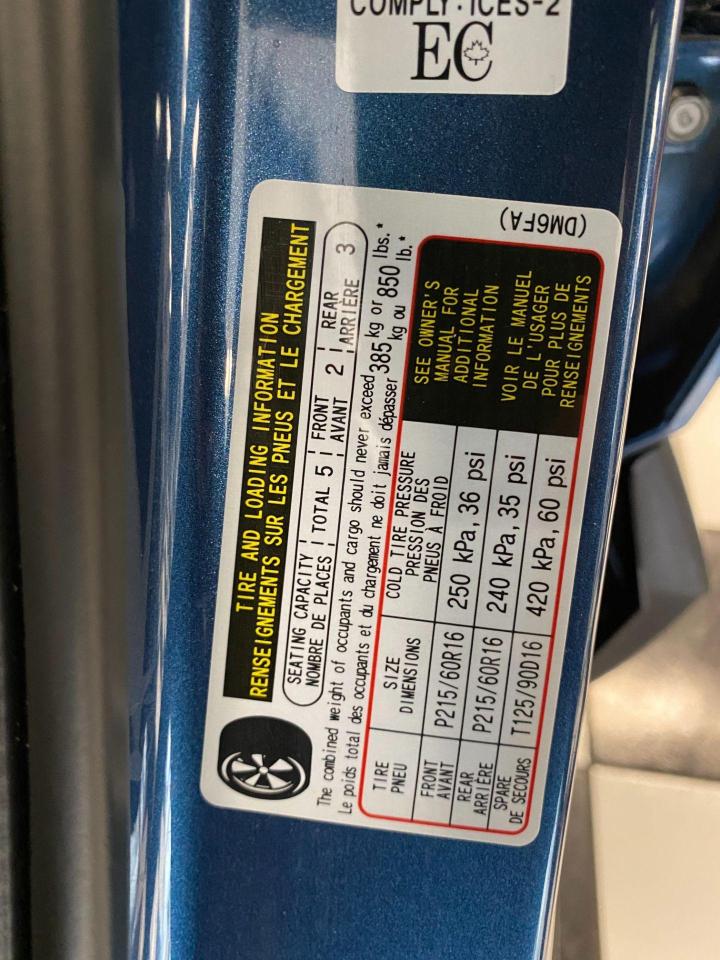 COMPLY:ICES-2
EC
(DM6FA)
TIRE AND LOADING INFORMATION
RENSEIGNEMENTS SUR LES PNEUS ET LE CHARGEMENT
SEATING CAPACITY TOTAL 5 FRONT 2 REAR 3
NOMBRE DE PLACES AVANT ARRIÈRE
The combined weight of occupants and cargo should never exceed 385 kg or 850 lbs.*
Le poids total des occupants et du chargement ne doit jamais dépasser kg ou lb.*
TIRE SIZE COLD TIRE PRESSURE
PNEU DIMENSIONS PRESSION DES
PNEUS À FROID
FRONT P215/60R16 250 kPa, 36 psi
AVANT
REAR P215/60R16 240 kPa, 35 psi
ARRIÈRE
SPARE T125/90D16 420 kPa, 60 psi
DE SECOURS
SEE OWNER'S
MANUAL FOR
ADDITIONAL
INFORMATION
VOIR LE MANUEL
DE L'USAGER
POUR PLUS DE
RENSEIGNEMENTS